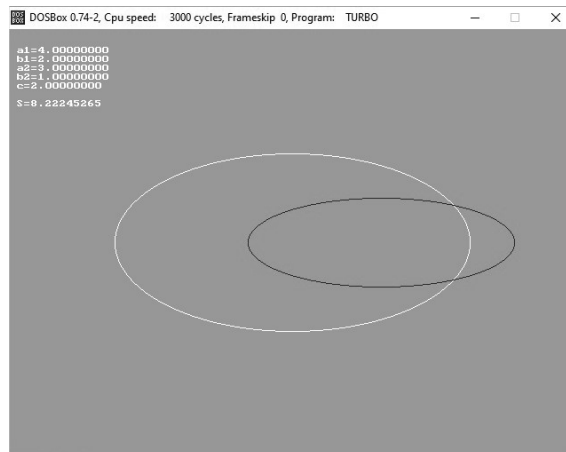 DOSBox 0.74-2, Cpu speed: 3000 cycles, Frameskip 0, Program: TURBO
a1=4.00000000
b1=2.00000000
a2=3.00000000
b2=1.00000000
c=2.00000000
S=8.22245265